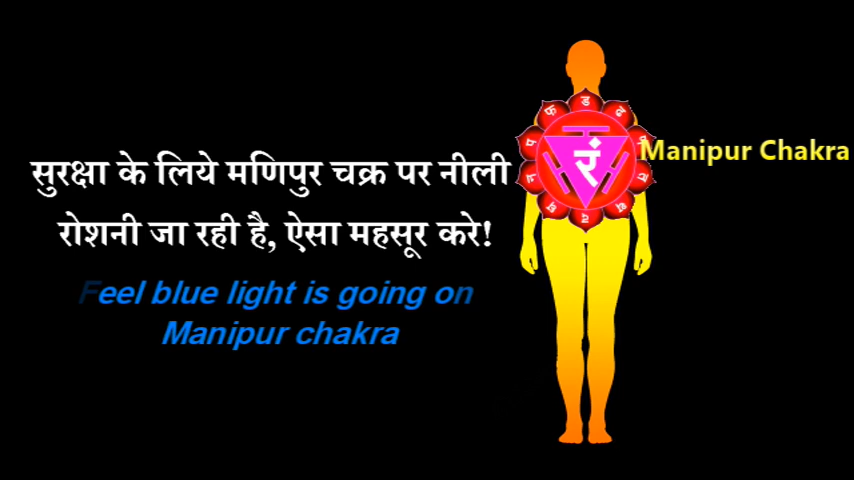 सुरक्षा के लिये मणिपुर चक्र पर नीली
रोशनी जा रही है, ऐसा महसूर करे!
Feel blue light is going on
Manipur chakra
Manipur Chakra
रं